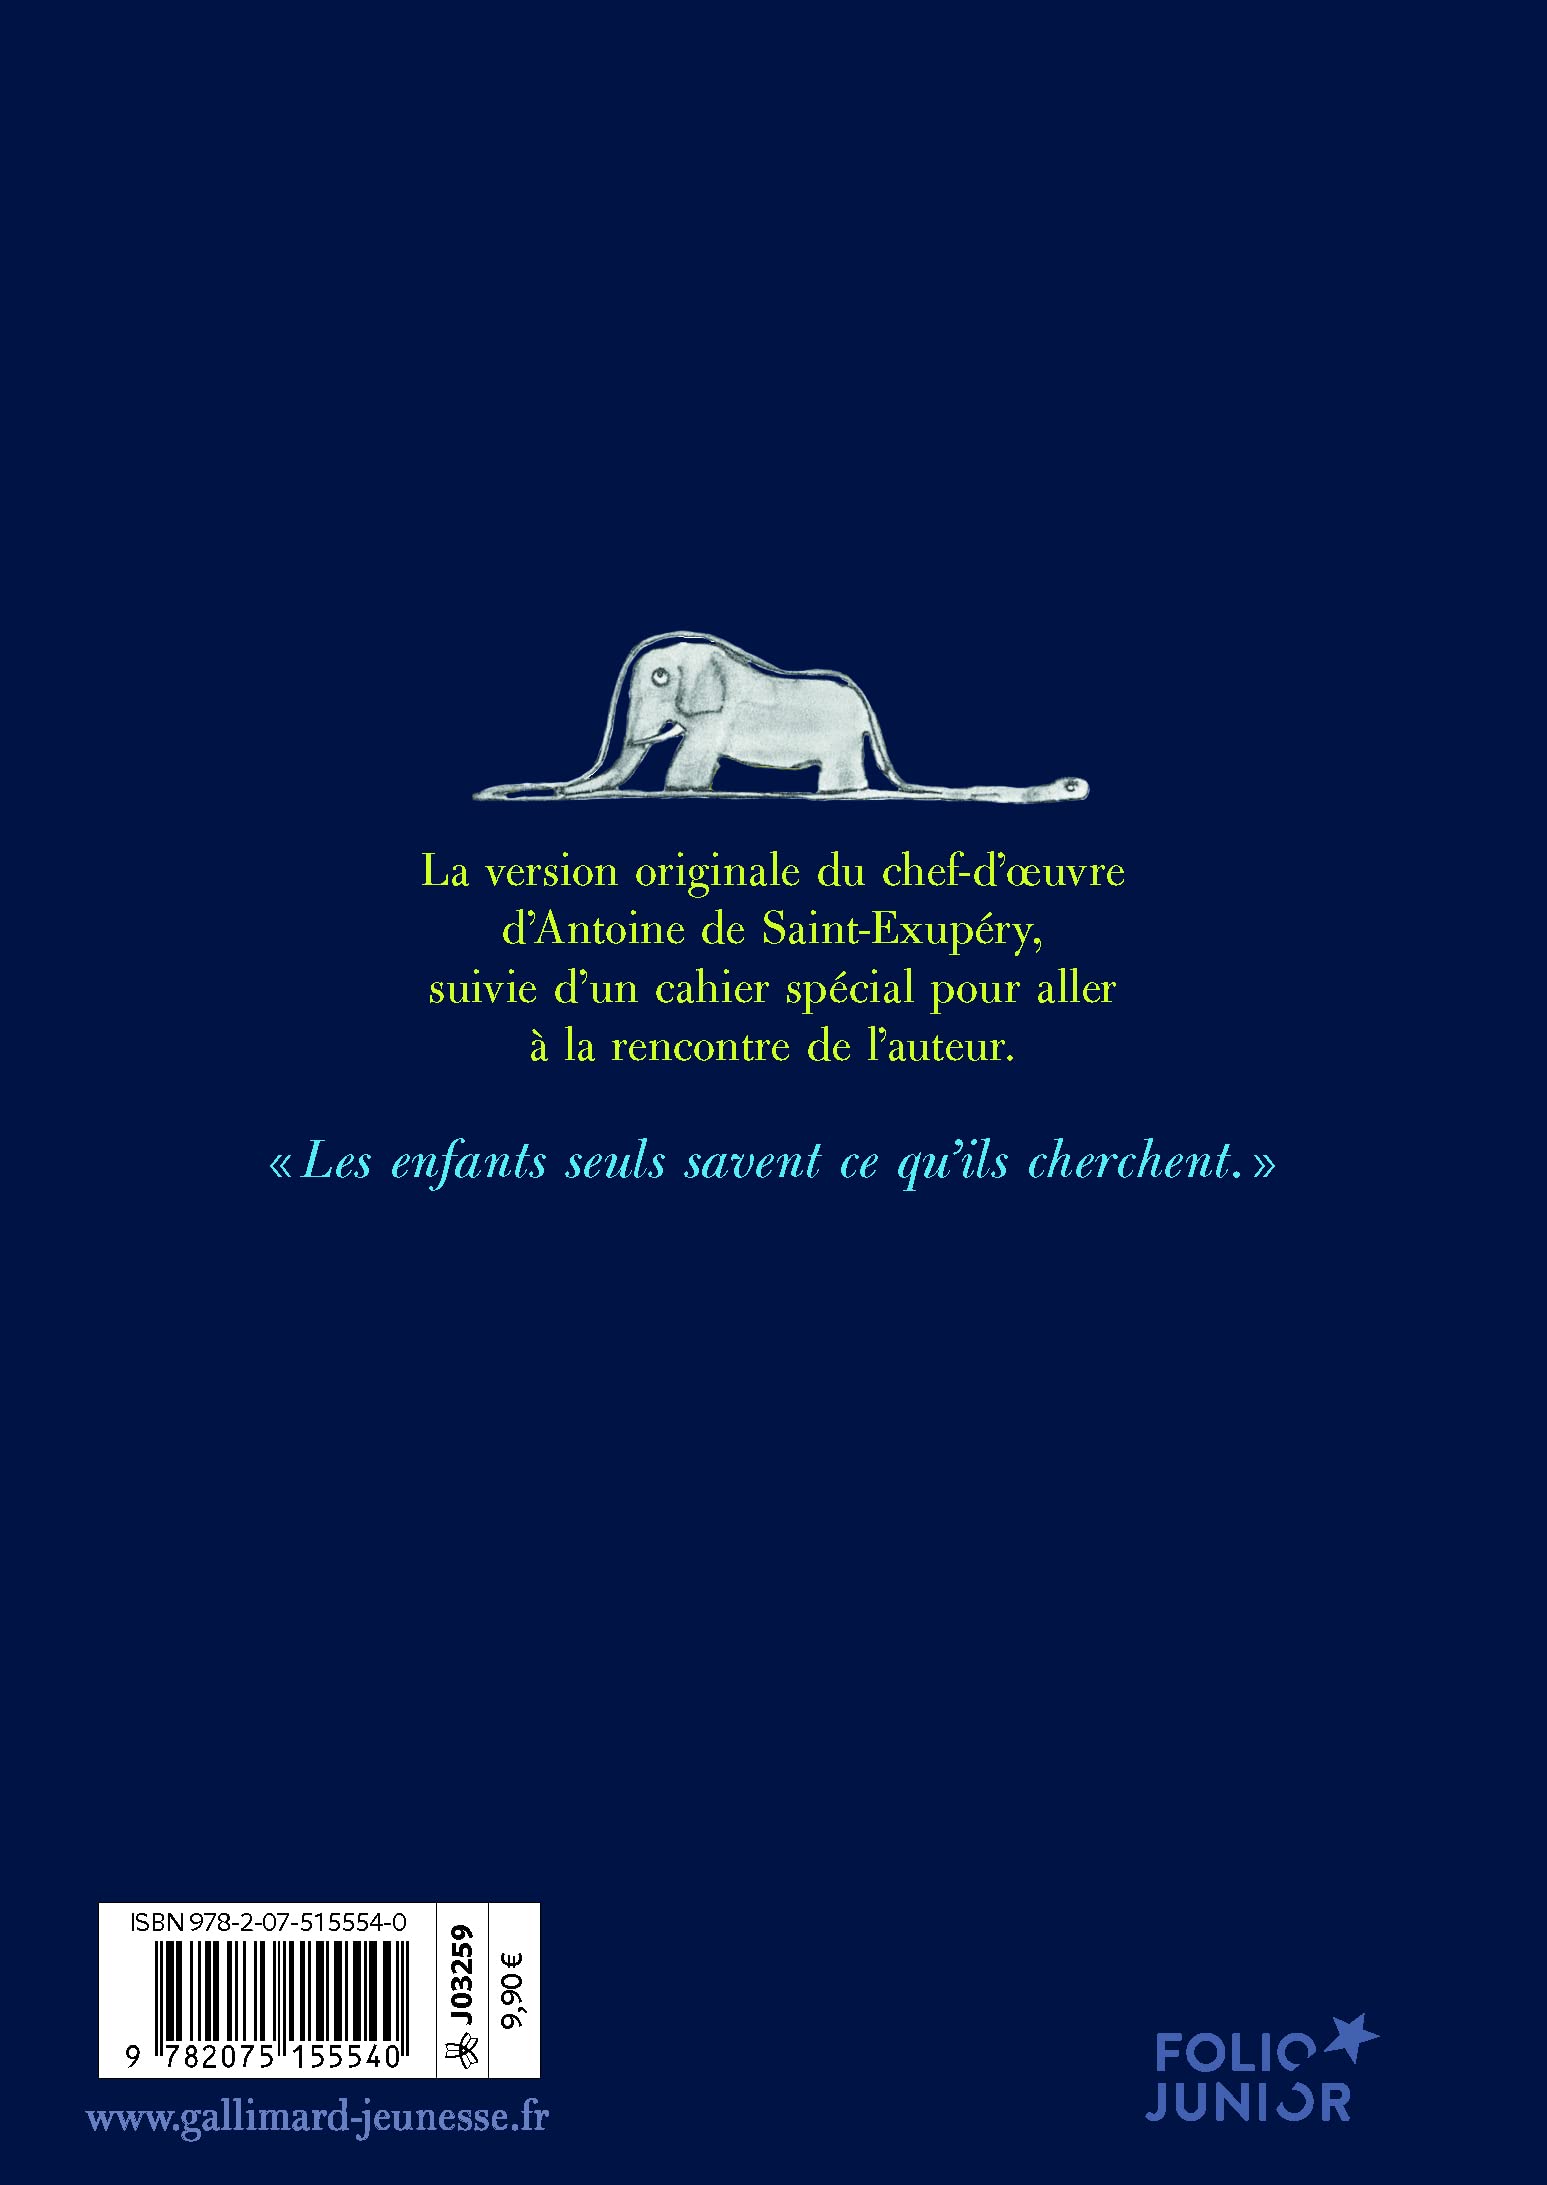 La version originale du chef-d’œuvre
d’Antoine de Saint-Exupéry,
suivie d’un cahier spécial pour aller
à la rencontre de l’auteur.
« Les enfants seuls savent ce qu’ils cherchent. »
ISBN 978-2-07-515554-0
9 782075 155540
J03259
9,90 €
www.gallimard-jeunesse.fr
FOLIO
JUNIOR